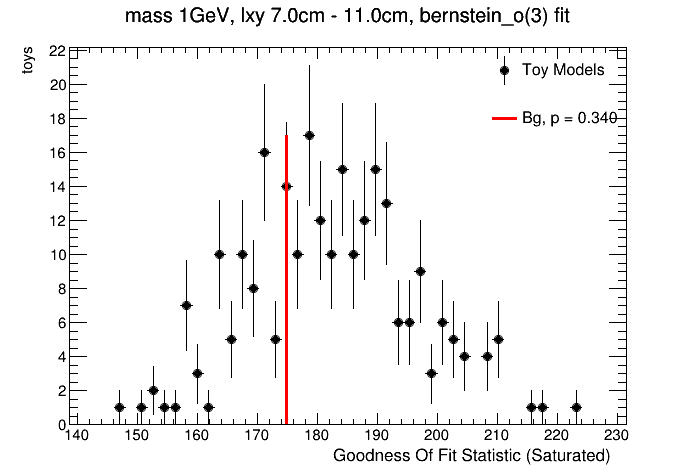 mass 1GeV, lxy 7.0cm - 11.0cm, bernstein_o(3) fit
toys
22
20
18
16
14
12
10
8
6
4
2
0
Toy Models
Bg, p = 0.340
140 150 160 170 180 190 200 210 220 230
Goodness Of Fit Statistic (Saturated)